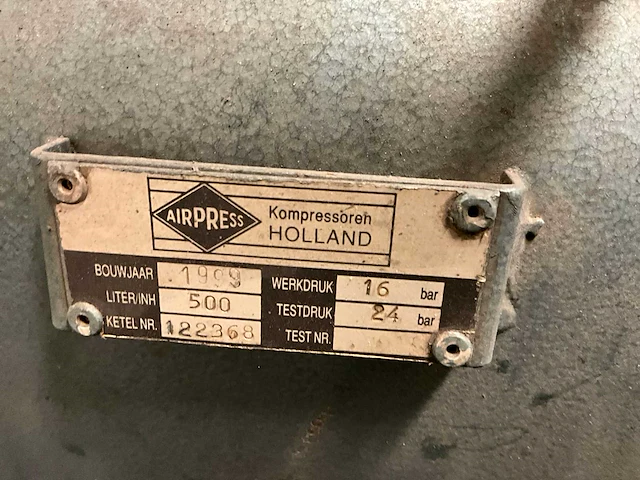 AIRPRESS
Kompressoren
HOLLAND
BOUWJAAR 1999 WERKDRUK 16 bar
LITER/INH 500 TESTDRUK 24 bar
KETEL NR. 122368 TEST NR.